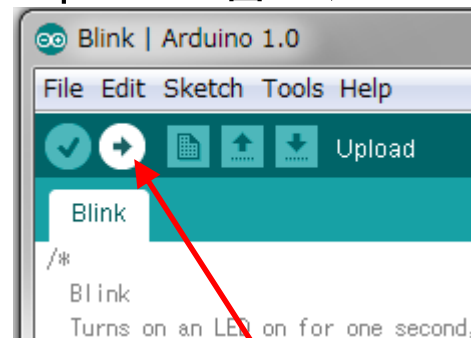 Blink | Arduino 1.0
File Edit Sketch Tools Help
Upload
Blink
/*
Blink
Turns on an LED on for one second,